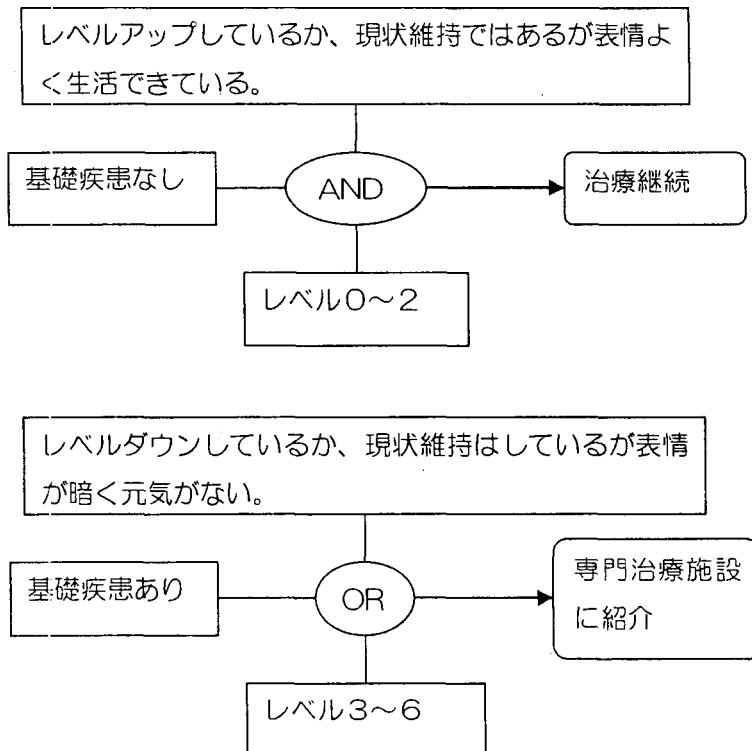 レベルアップしているか、現状維持ではあるが表情よ
く生活できている。
基礎疾患なし
AND
治療継続
レベル０～２
レベルダウンしているか、現状維持はしているが表情
が暗く元気がない。
基礎疾患あり
OR
専門治療施設
に紹介
レベル３～６